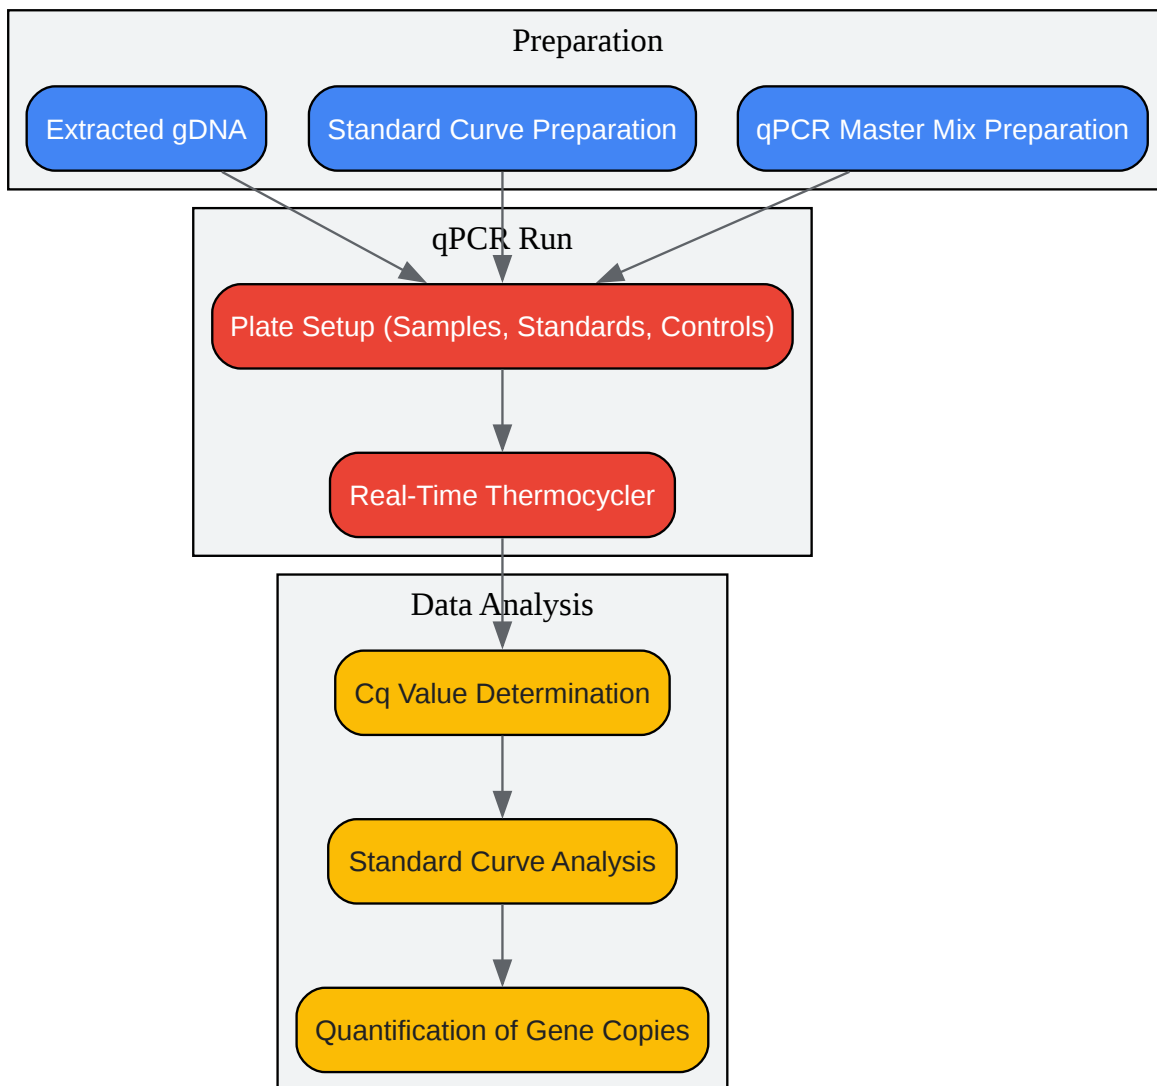 Preparation
Extracted gDNA
Standard Curve Preparation
qPCR Master Mix Preparation
qPCR Run
Plate Setup (Samples, Standards, Controls)
Real-Time Thermocycler
Data Analysis
Cq Value Determination
Standard Curve Analysis
Quantification of Gene Copies